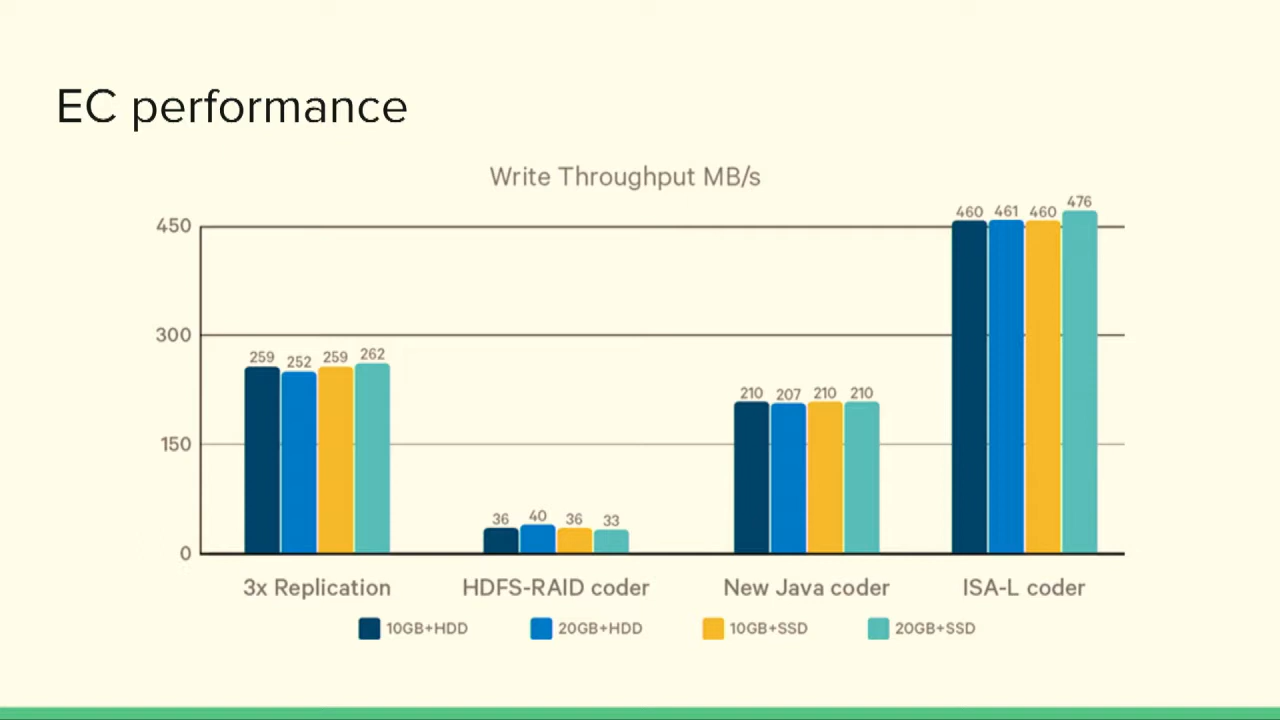 EC performance
Write Throughput MB/s
450
300
150
0
259 252 259 262
36 40 36 33
210 207 210 210
460 461 460 476
3x Replication HDFS-RAID coder New Java coder ISA-L coder
10GB+HDD 20GB+HDD 10GB+SSD 20GB+SSD